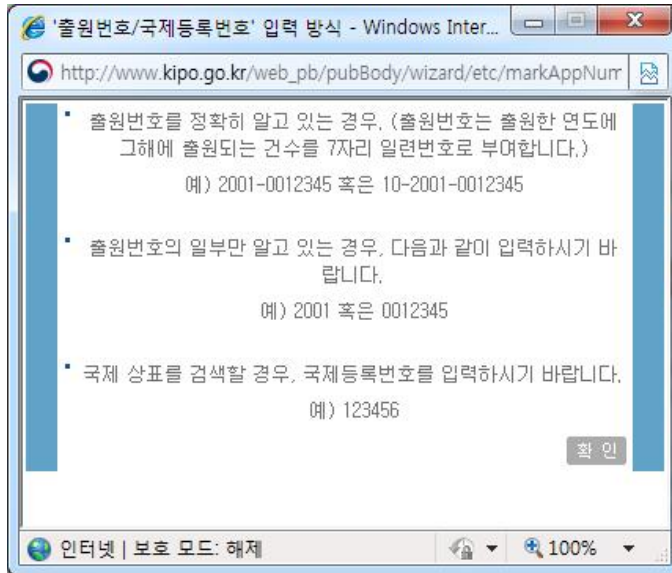 '출원번호/국제등록번호' 입력 방식 - Windows Inter...
http://www.kipo.go.kr/web_pb/pubBody/wizard/etc/markAppNum
출원번호를 정확히 알고 있는 경우, (출원번호는 출원한 연도에
그해에 출원되는 건수를 7자리 일련번호로 부여합니다.)
예) 2001-0012345 혹은 10-2001-0012345
출원번호의 일부만 알고 있는 경우, 다음과 같이 입력하시기 바
랍니다.
예) 2001 혹은 0012345
국제 상표를 검색할 경우, 국제등록번호를 입력하시기 바랍니다.
예) 123456
확 인
인터넷 | 보호 모드: 해제
100%